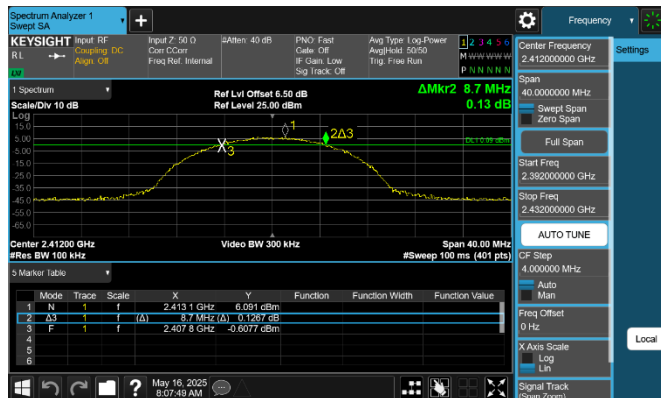 Spectrum Analyzer 1
Swept SA
Frequency
KEYSIGHT
RL
Input: RF
Coupling: DC
Align: Off
Input Z: 50 Ω
Corr CCorr
Freq Ref: Internal
#Atten: 40 dB
PNO: Fast
Gate: Off
IF Gain: Low
Sig Track: Off
Avg Type: Log-Power
Avg|Hold: 50/50
Trig: Free Run
1 2 3 4 5 6
M W W W W W
P N N N N N
1 Spectrum
Scale/Div 10 dB
Ref Lvl Offset 6.50 dB
Ref Level 25.00 dBm
ΔMkr2 8.7 MHz
0.13 dB
Log
15.0
5.00
-5.00
-15.0
-25.0
-35.0
-45.0
-55.0
-65.0
1
2Δ3
3
Center 2.41200 GHz
#Res BW 100 kHz
Video BW 300 kHz
Span 40.00 MHz
#Sweep 100 ms (401 pts)
5 Marker Table
Mode Trace Scale X Y Function Function Width Function Value
1 N 1 f 2.413 1 GHz 6.091 dBm
2 Δ3 1 f (Δ) 8.7 MHz (Δ) 0.1267 dB
3 F 1 f 2.407 8 GHz -0.6077 dBm
4
5
6
May 16, 2025
8:07:49 AM
Center Frequency
2.412000000 GHz
Settings
Span
40.0000000 MHz
Swept Span
Zero Span
Full Span
Start Freq
2.392000000 GHz
Stop Freq
2.432000000 GHz
AUTO TUNE
CF Step
4.000000 MHz
Auto
Man
Freq Offset
0 Hz
X Axis Scale
Log
Lin
Local
Signal Track
(Span Zoom)